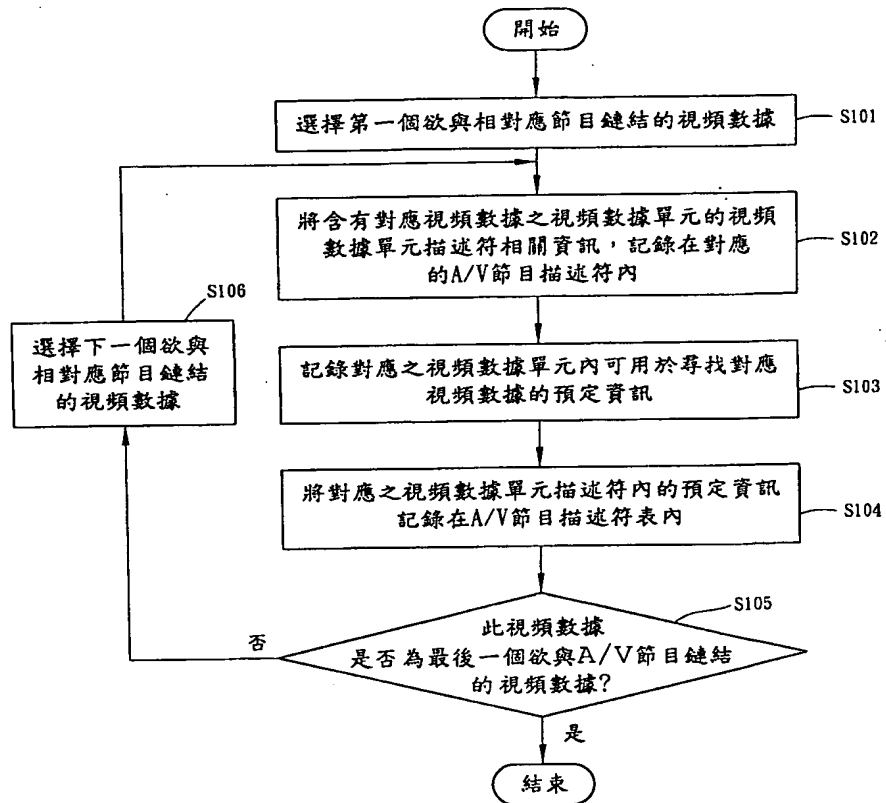 開始
選擇第一個欲與相對應節目鏈結的視頻數據
S101
將含有對應視頻數據之視頻數據單元的視頻
數據單元描述符相關資訊，記錄在對應
的A/V節目描述符內
S102
S106
選擇下一個欲與
相對應節目鏈結
的視頻數據
記錄對應之視頻數據單元內可用於尋找對應
視頻數據的預定資訊
S103
將對應之視頻數據單元描述符內的預定資訊
記錄在A/V節目描述符表內
S104
S105
此視頻數據
是否為最後一個欲與A/V節目鏈結
的視頻數據?
否
是
結束